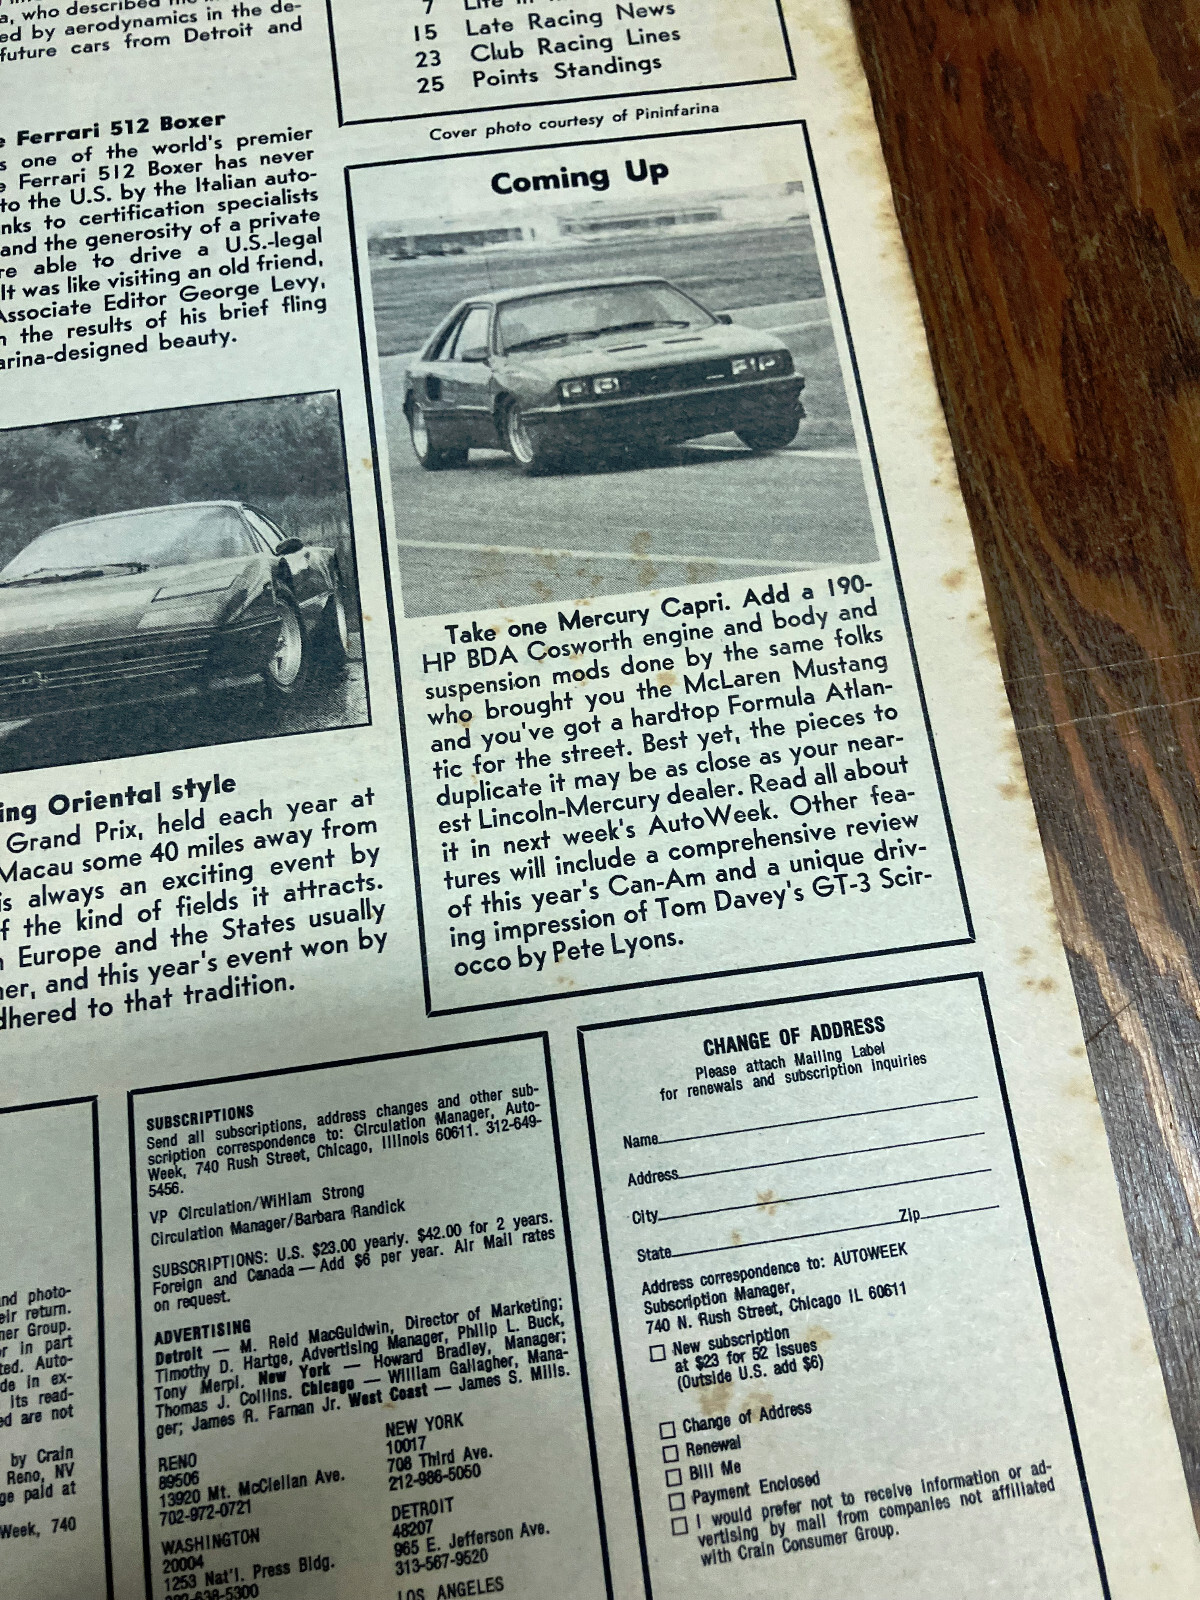 a, who described the
ed by aerodynamics in the de-
future cars from Detroit and
7
15 Late Racing News
23 Club Racing Lines
25 Points Standings
Cover photo courtesy of Pininfarina
Ferrari 512 Boxer
s one of the world's premier
e Ferrari 512 Boxer has never
to the U.S. by the Italian auto-
nks to certification specialists
and the generosity of a private
re able to drive a U.S.-legal
It was like visiting an old friend,
Associate Editor George Levy,
n the results of his brief fling
arina-designed beauty.
Coming Up
Take one Mercury Capri. Add a 190-
HP BDA Cosworth engine and body and
suspension mods done by the same folks
who brought you the McLaren Mustang
and you've got a hardtop Formula Atlan-
tic for the street. Best yet, the pieces to
duplicate it may be as close as your near-
est Lincoln-Mercury dealer. Read all about
it in next week's AutoWeek. Other fea-
tures will include a comprehensive review
of this year's Can-Am and a unique driv-
ing impression of Tom Davey's GT-3 Scir-
occo by Pete Lyons.
ing Oriental style
Grand Prix, held each year at
Macau some 40 miles away from
is always an exciting event by
f the kind of fields it attracts.
n Europe and the States usually
ner, and this year's event won by
dhered to that tradition.
nd photo-
eir return.
ner Group.
r in part
ted. Auto-
de in ex-
its read-
ed are not
by Crain
Reno, NV
ge paid at
Week, 740
SUBSCRIPTIONS
Send all subscriptions, address changes and other sub-
scription correspondence to: Circulation Manager, Auto-
Week, 740 Rush Street, Chicago, Illinois 60611. 312-649-
5456.
VP Circulation/William Strong
Circulation Manager/Barbara Randick
SUBSCRIPTIONS: U.S. $23.00 yearly. $42.00 for 2 years.
Foreign and Canada — Add $6 per year. Air Mail rates
on request.
ADVERTISING
Detroit — M. Reid MacGuidwin, Director of Marketing;
Timothy D. Hartge, Advertising Manager, Philip L. Buck,
Tony Merpi. New York — Howard Bradley, Manager;
Thomas J. Collins. Chicago — William Gallagher, Mana-
ger; James R. Farnan Jr. West Coast — James S. Mills.
RENO
89506
13920 Mt. McClellan Ave.
702-972-0721
WASHINGTON
20004
1253 Nat'l. Press Bldg.
638-5300
NEW YORK
10017
708 Third Ave.
212-986-5050
DETROIT
48207
965 E. Jefferson Ave.
313-567-9520
LOS ANGELES
CHANGE OF ADDRESS
Please attach Mailing Label
for renewals and subscription inquiries
Name
Address
City
State Zip
Address correspondence to: AUTOWEEK
Subscription Manager,
740 N. Rush Street, Chicago IL 60611
New subscription
at $23 for 52 issues
(Outside U.S. add $6)
Change of Address
Renewal
Bill Me
Payment Enclosed
I would prefer not to receive information or ad-
vertising by mail from companies not affiliated
with Crain Consumer Group.